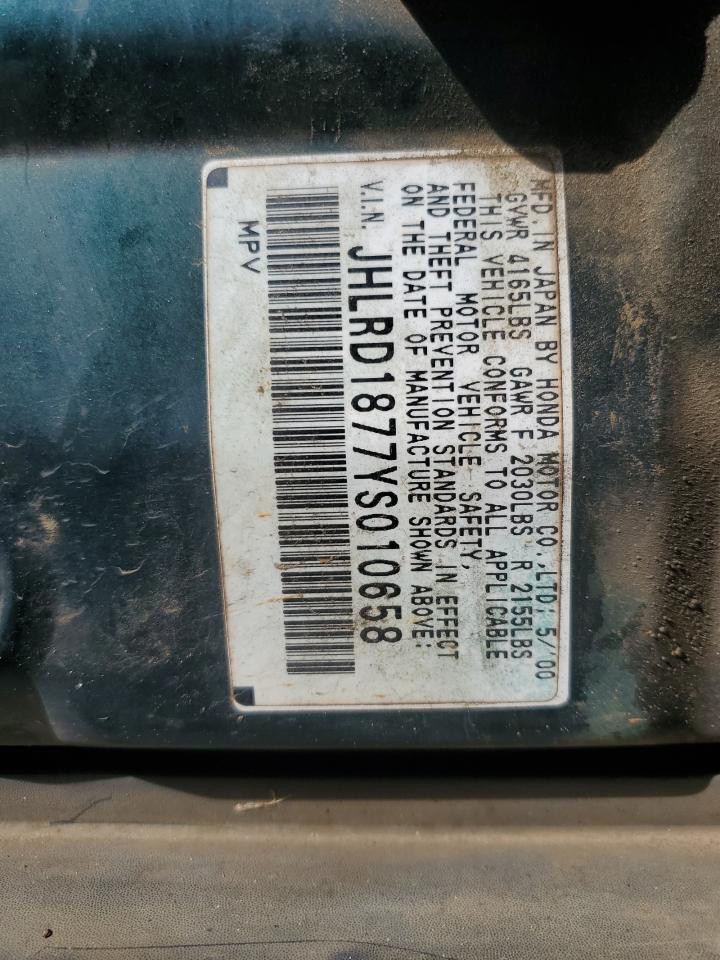 MFD. IN JAPAN BY HONDA MOTOR CO., LTD; 5/00
GVWR 4165LBS GAWR F 2030LBS R 2155LBS
THIS VEHICLE CONFORMS TO ALL APPLICABLE
FEDERAL MOTOR VEHICLE SAFETY,
AND THEFT PREVENTION STANDARDS IN EFFECT
ON THE DATE OF MANUFACTURE SHOWN ABOVE:
V.I.N. JHLRD1877YS010658
MPV